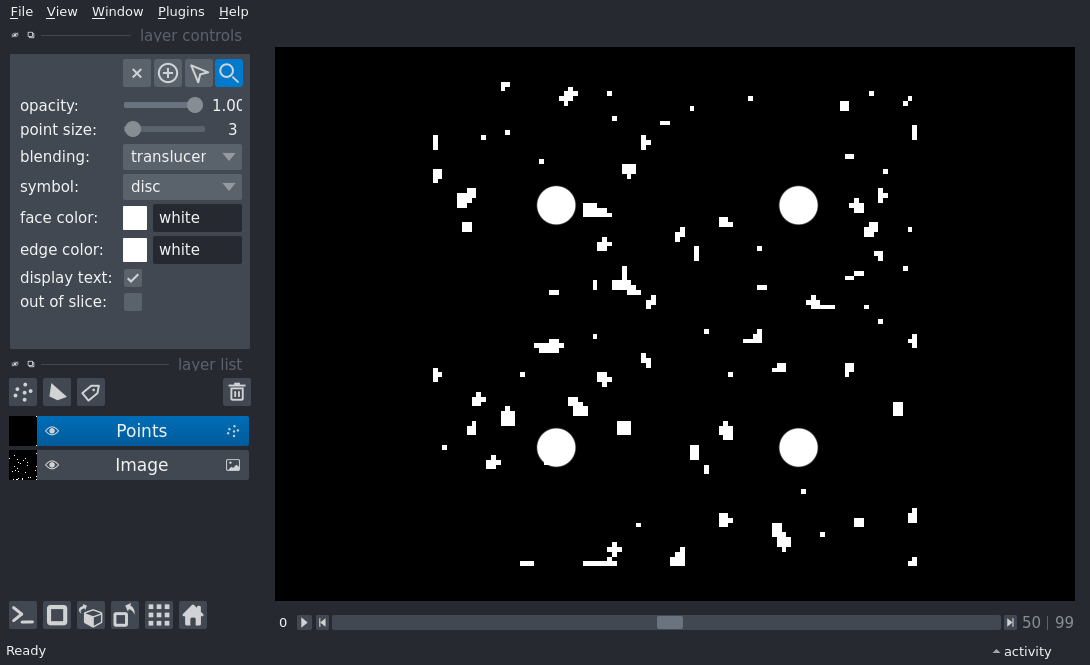 File View Window Plugins Help
layer controls
opacity: 1.00
point size: 3
blending: translucer
symbol: disc
face color: white
edge color: white
display text:
out of slice:
layer list
Points
Image
0 50 | 99
Ready activity